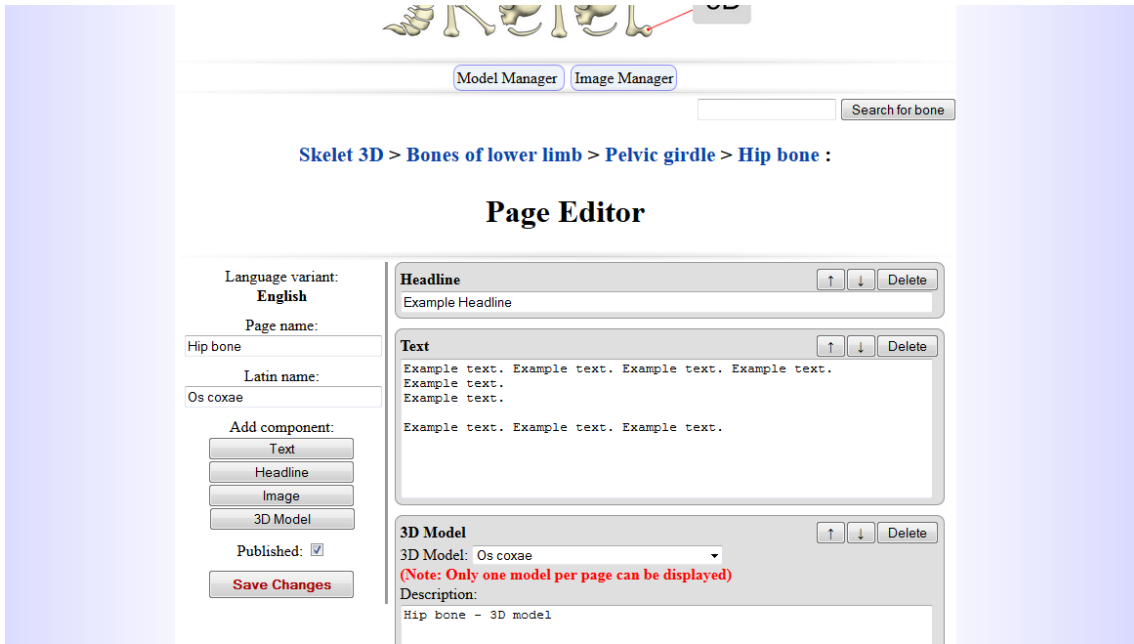 Skelet
3D
Model Manager Image Manager
Search for bone
Skelet 3D > Bones of lower limb > Pelvic girdle > Hip bone :
Page Editor
Language variant:
English
Page name:
Hip bone
Latin name:
Os coxae
Add component:
Text
Headline
Image
3D Model
Published:
Save Changes
Headline ↑ ↓ Delete
Example Headline
Text ↑ ↓ Delete
Example text. Example text. Example text. Example text.
Example text.
Example text.
Example text. Example text. Example text.
3D Model ↑ ↓ Delete
3D Model: Os coxae
(Note: Only one model per page can be displayed)
Description:
Hip bone - 3D model